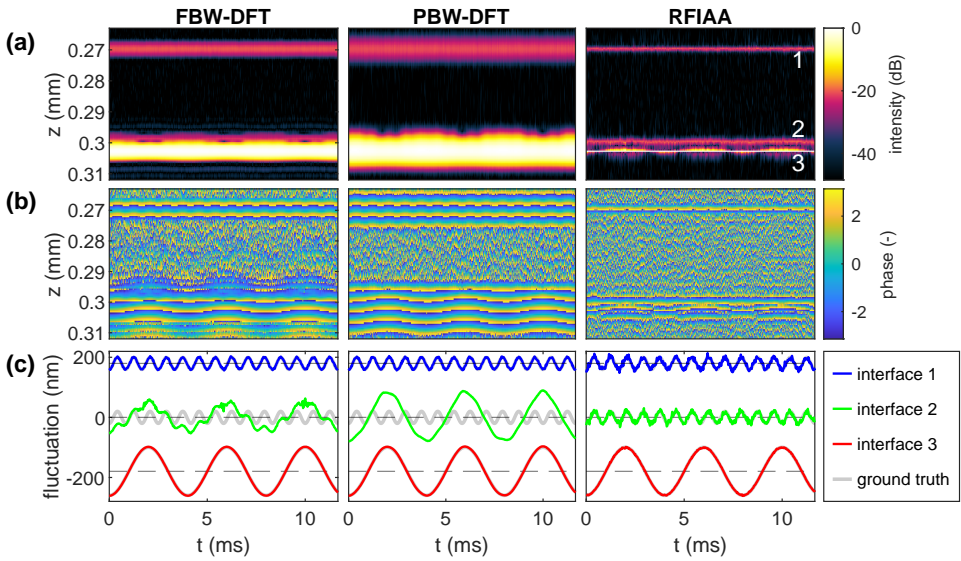 FBW-DFT
PBW-DFT
RFIAA
(a)
z (mm)
0.27
0.28
0.29
0.3
0.31
1
2
3
0
-20
-40
intensity (dB)
(b)
z (mm)
0.27
0.28
0.29
0.3
0.31
2
0
-2
phase (-)
(c)
fluctuation (nm)
200
0
-200
0
5
10
t (ms)
0
5
10
t (ms)
0
5
10
t (ms)
interface 1
interface 2
interface 3
ground truth